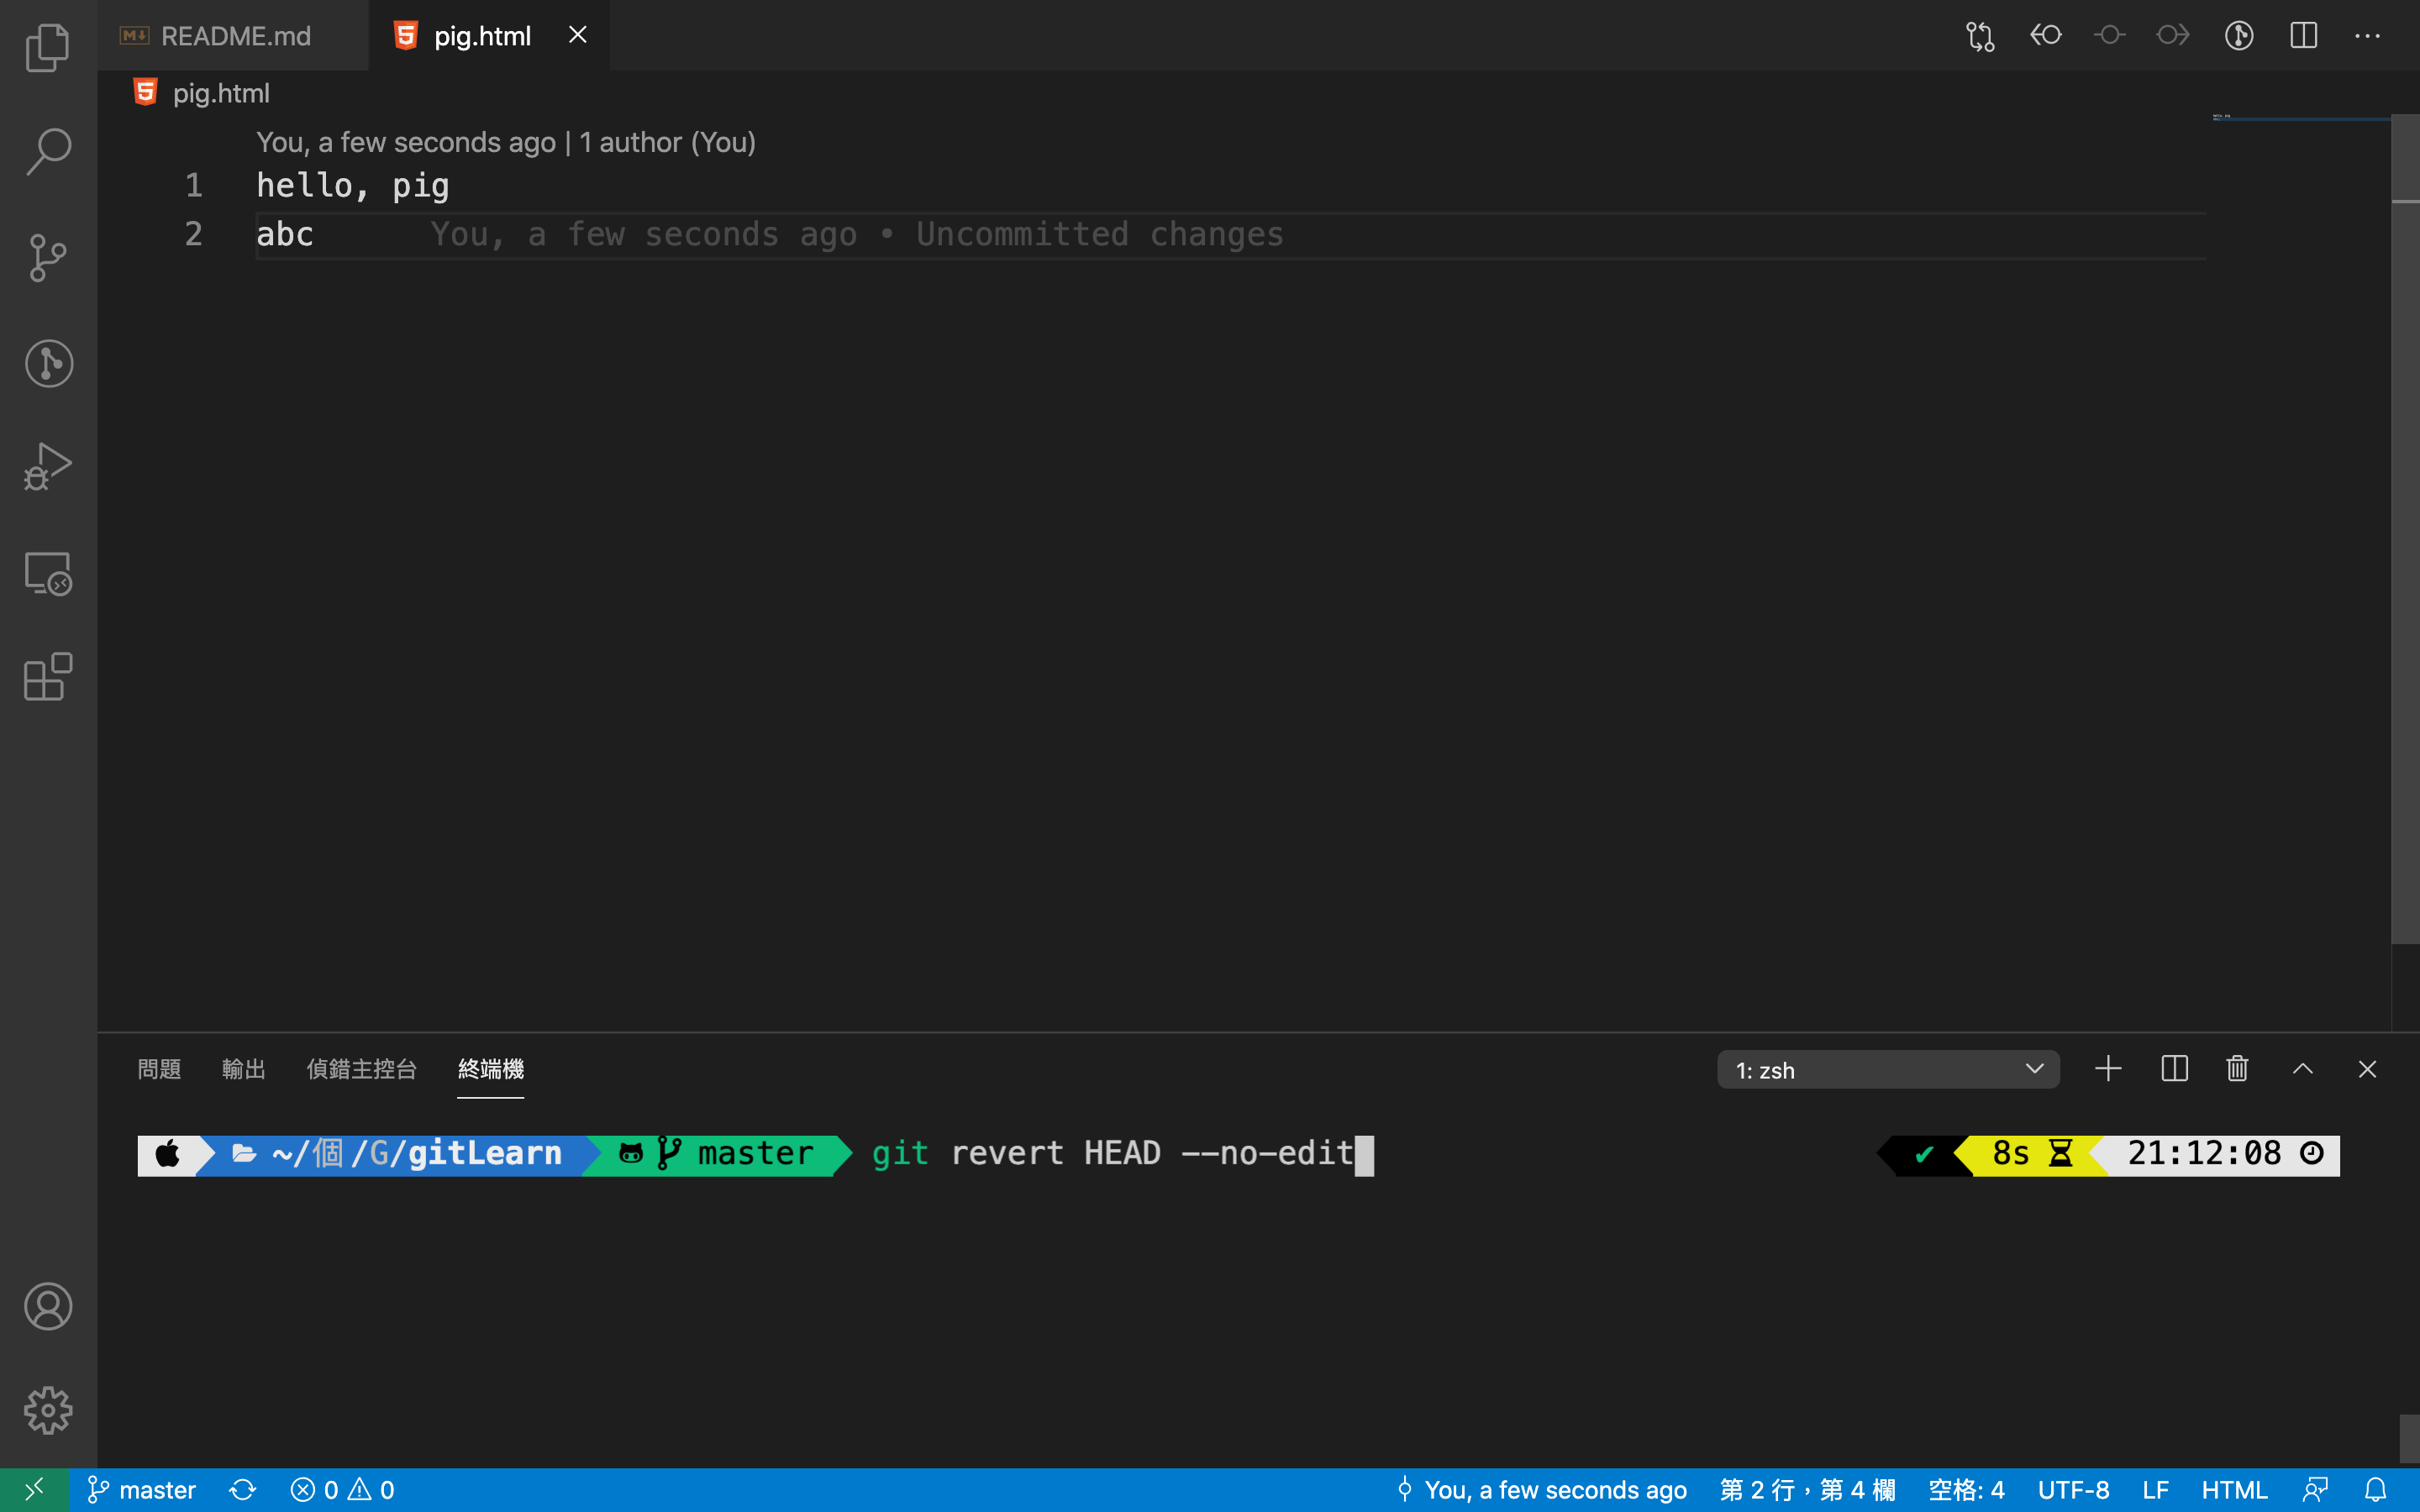 README.md
pig.html
pig.html
You, a few seconds ago | 1 author (You)
1 hello, pig
2 abc You, a few seconds ago • Uncommitted changes
問題 輸出 偵錯主控台 終端機
1: zsh
~/個/G/gitLearn master git revert HEAD --no-edit 8s 21:12:08
master 0 0 You, a few seconds ago 第 2 行，第 4 欄 空格: 4 UTF-8 LF HTML